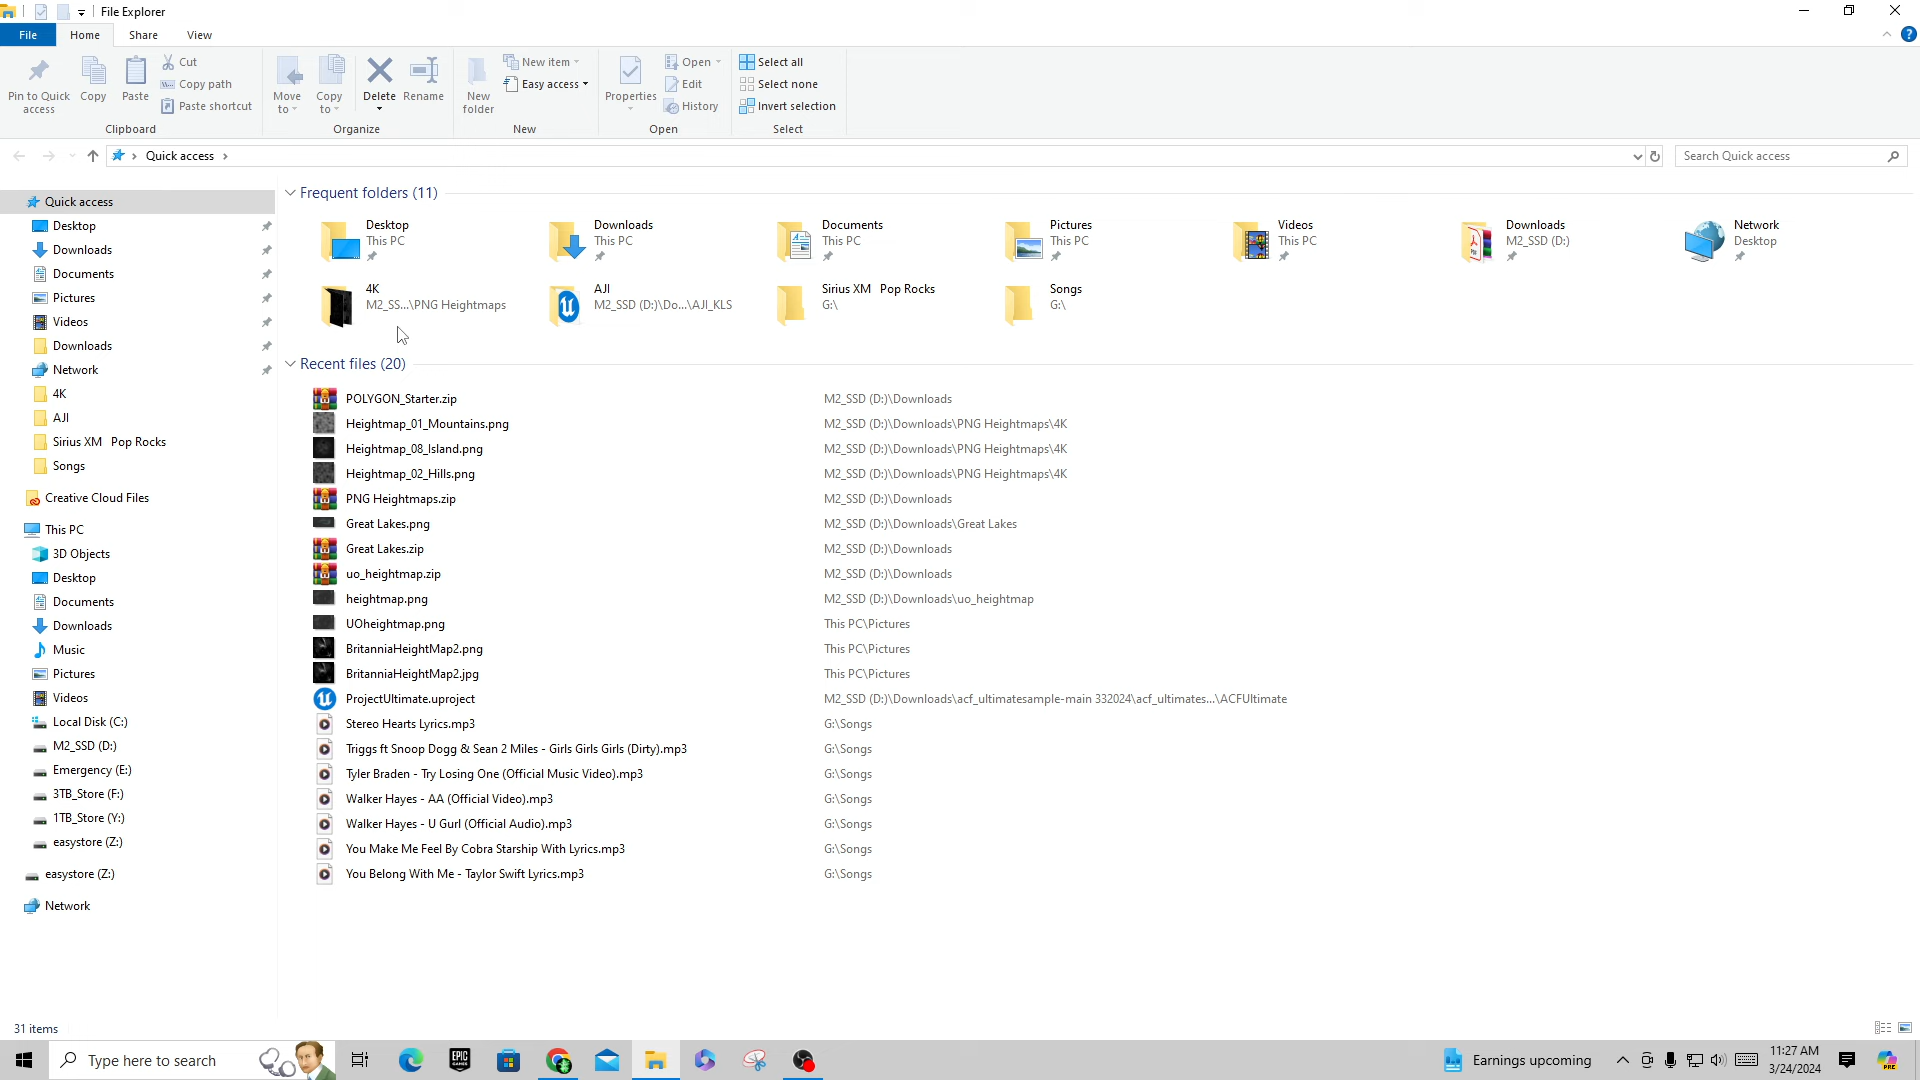 File Explorer
File Home Share View
Pin to Quick access
Copy
Paste
Cut
Copy path
Paste shortcut
Clipboard
Move to
Copy to
Delete
Rename
Organize
New folder
New item
Easy access
New
Properties
Open
Edit
History
Open
Select all
Select none
Invert selection
Select
Quick access
Search Quick access
Quick access
Desktop
Downloads
Documents
Pictures
Videos
Downloads
Network
4K
AJI
Sirius XM Pop Rocks
Songs
Creative Cloud Files
This PC
3D Objects
Desktop
Documents
Downloads
Music
Pictures
Videos
Local Disk (C:)
M2_SSD (D:)
Emergency (E:)
3TB_Store (F:)
1TB_Store (Y:)
easystore (Z:)
easystore (Z:)
Network
Frequent folders (11)
Desktop
This PC
Downloads
This PC
Documents
This PC
Pictures
This PC
Videos
This PC
Downloads
M2_SSD (D:)
Network
Desktop
4K
M2_SS...\PNG Heightmaps
AJI
M2_SSD (D:)\Do...\AJI_KLS
Sirius XM Pop Rocks
G:\
Songs
G:\
Recent files (20)
POLYGON_Starter.zip M2_SSD (D:)\Downloads
Heightmap_01_Mountains.png M2_SSD (D:)\Downloads\PNG Heightmaps\4K
Heightmap_08_Island.png M2_SSD (D:)\Downloads\PNG Heightmaps\4K
Heightmap_02_Hills.png M2_SSD (D:)\Downloads\PNG Heightmaps\4K
PNG Heightmaps.zip M2_SSD (D:)\Downloads
Great Lakes.png M2_SSD (D:)\Downloads\Great Lakes
Great Lakes.zip M2_SSD (D:)\Downloads
uo_heightmap.zip M2_SSD (D:)\Downloads
heightmap.png M2_SSD (D:)\Downloads\uo_heightmap
UOheightmap.png This PC\Pictures
BritanniaHeightMap2.png This PC\Pictures
BritanniaHeightMap2.jpg This PC\Pictures
ProjectUltimate.uproject M2_SSD (D:)\Downloads\acf_ultimatesample-main 332024\acf_ultimates...\ACFUltimate
Stereo Hearts Lyrics.mp3 G:\Songs
Triggs ft Snoop Dogg & Sean 2 Miles - Girls Girls Girls (Dirty).mp3 G:\Songs
Tyler Braden - Try Losing One (Official Music Video).mp3 G:\Songs
Walker Hayes - AA (Official Video).mp3 G:\Songs
Walker Hayes - U Gurl (Official Audio).mp3 G:\Songs
You Make Me Feel By Cobra Starship With Lyrics.mp3 G:\Songs
You Belong With Me - Taylor Swift Lyrics.mp3 G:\Songs
31 items
Type here to search
EPIC GAMES
Earnings upcoming
11:27 AM
3/24/2024
PRE